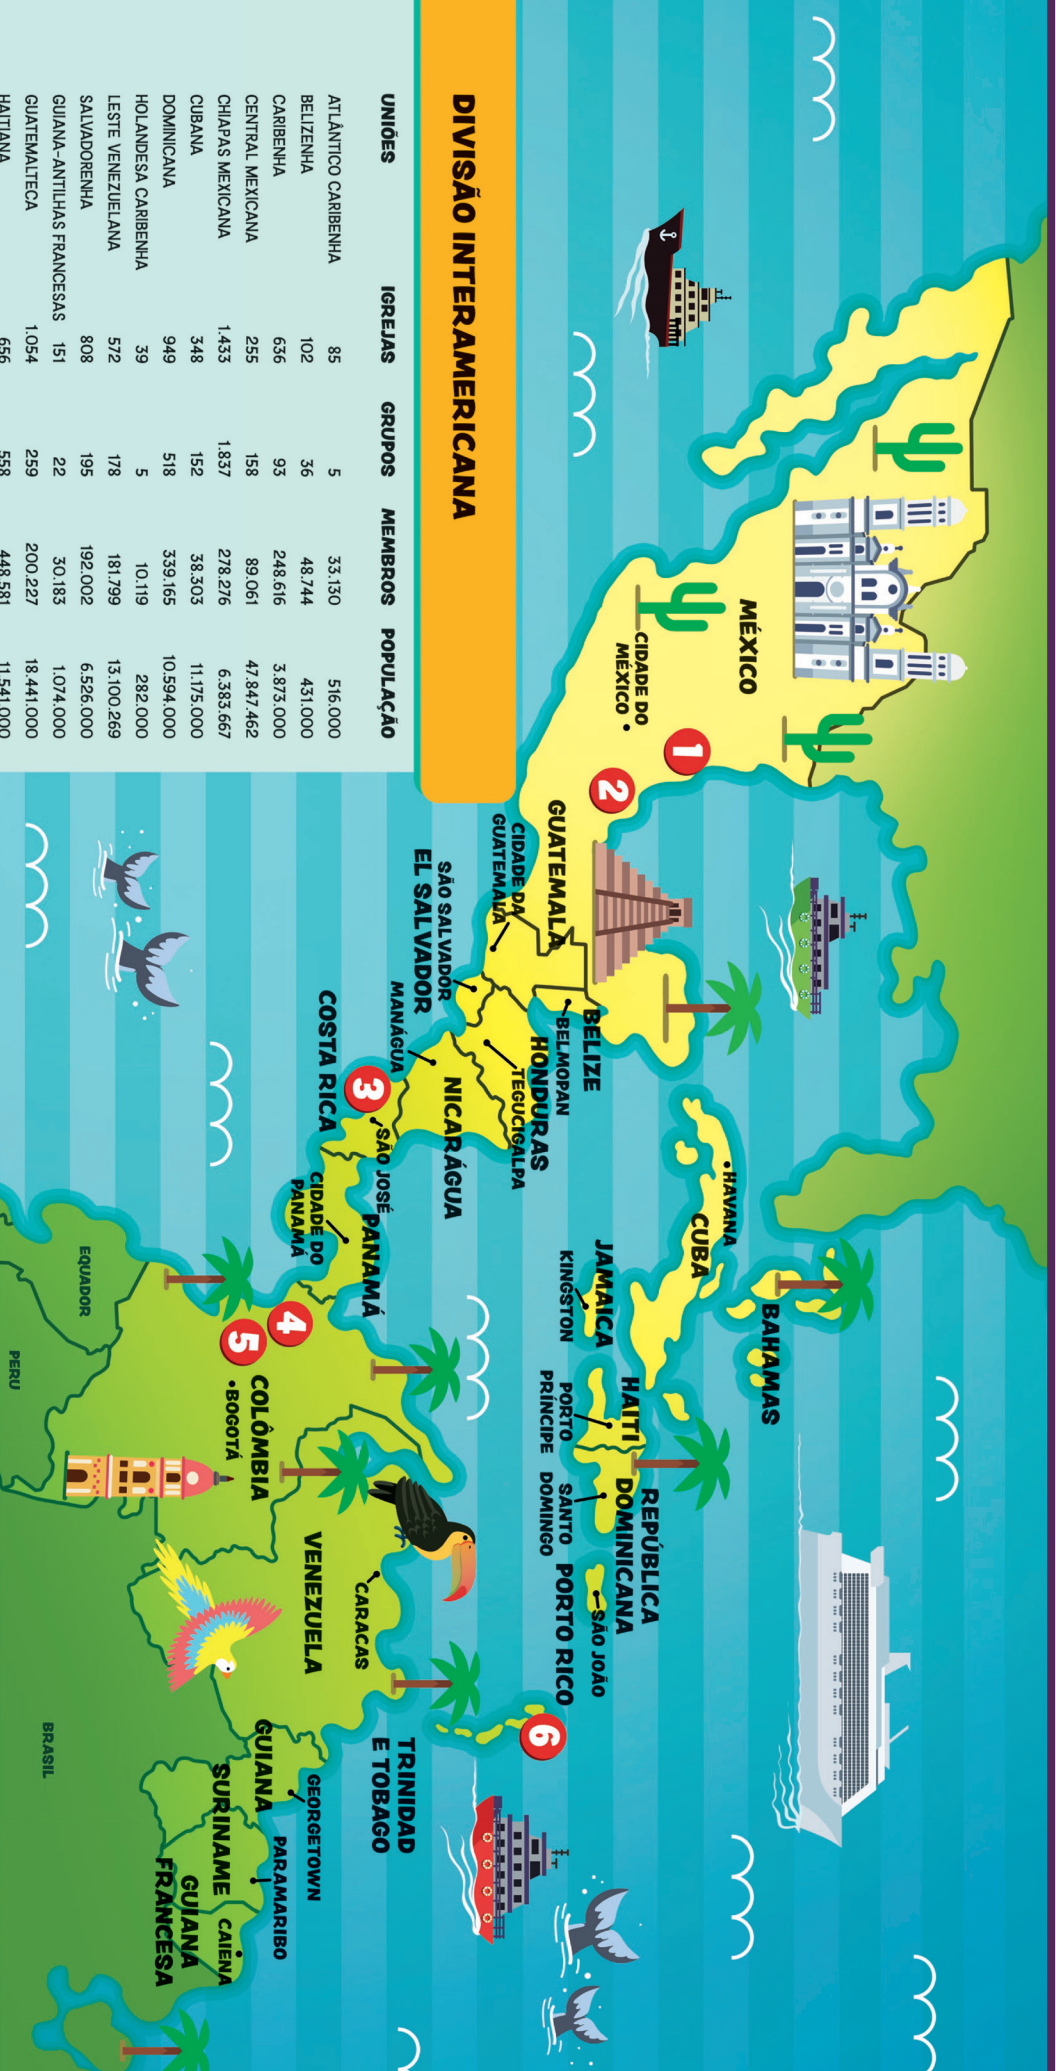 DIVISÃO INTERAMERICANA
UNIÕES IGREJAS GRUPOS MEMBROS POPULAÇÃO
ATLÂNTICO CARIBENHA 85 5 33.130 516.000
BELIZENHA 102 36 48.744 431.000
CARIBENHA 636 93 248.616 3.873.000
CENTRAL MEXICANA 255 158 89.061 47.847.462
CHIAPAS MEXICANA 1.433 1.837 278.276 6.383.667
CUBANA 348 152 38.303 11.175.000
DOMINICANA 949 518 339.165 10.594.000
HOLANDESA CARIBENHA 39 5 10.119 282.000
LESTE VENEZUELANA 572 178 181.799 13.100.269
SALVADORENHA 808 195 192.002 6.526.000
GUIANA-ANTILHAS FRANCESAS 151 22 30.183 1.074.000
GUATEMALTECA 1.054 259 200.227 18.441.000
HAITIANA 656 558 448.581 11.541.000
MÉXICO
CIDADE DO
MÉXICO
1
2
GUATEMALA
CIDADE DA
GUATEMALA
SÃO SALVADOR
EL SALVADOR
BELIZE
BELMOPAN
HONDURAS
TEGUCIGALPA
NICARÁGUA
MANÁGUA
3
COSTA RICA
SÃO JOSÉ
PANAMÁ
CIDADE DO
PANAMÁ
HAVANA
CUBA
BAHAMAS
JAMAICA
KINGSTON
HAITI
PORTO
PRÍNCIPE
REPÚBLICA
DOMINICANA
SANTO
DOMINGO
SÃO JOÃO
PORTO RICO
6
TRINIDAD
E TOBAGO
4
5
COLÔMBIA
BOGOTÁ
VENEZUELA
CARACAS
GUIANA
GEORGETOWN
SURINAME
PARAMARIBO
GUIANA
FRANCESA
CAIENA
EQUADOR
PERU
BRASIL